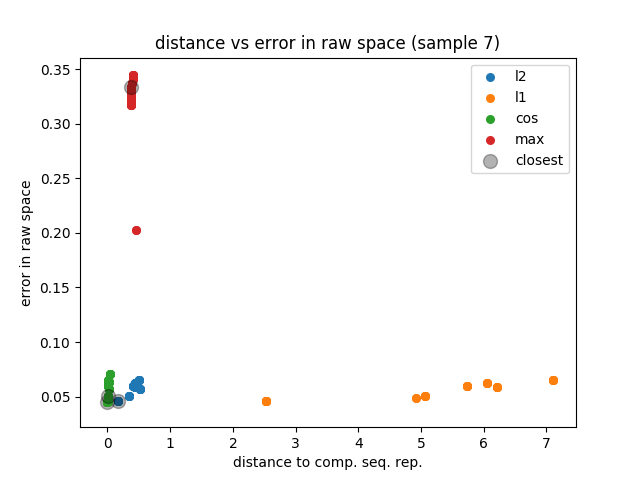 distance vs error in raw space (sample 7)
0.35
0.30
0.25
0.20
0.15
0.10
0.05
error in raw space
l2
l1
cos
max
closest
0 1 2 3 4 5 6 7
distance to comp. seq. rep.